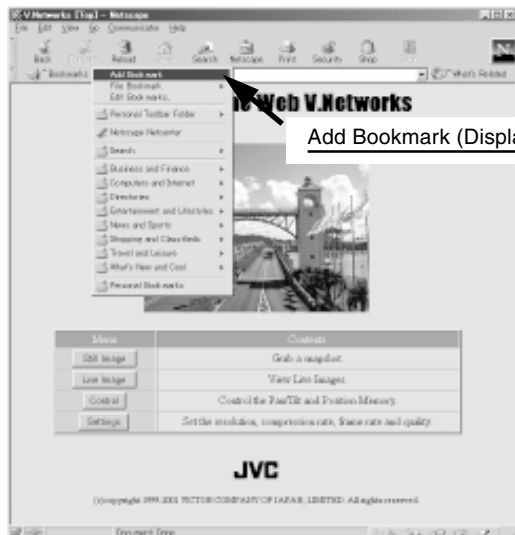 V.Networks [Top] - Netscape
File Edit View Go Communicator Help
Back Reload Search Netscape Print Security Shop
Bookmarks What's Related
Add Bookmark
File Bookmark
Edit Bookmarks...
Personal Toolbar Folder
Netscape Netcenter
Search
Business and Finance
Computers and Internet
Directories
Entertainment and Lifestyles
News and Sports
Shopping and Classifieds
Travel and Leisure
What's New and Cool
Personal Bookmarks
Web V.Networks
Add Bookmark (Displa
Menu Contents
Still Image Grab a snapshot.
Live Image View Live Images.
Control Control the Pan/Tilt and Position Memory.
Settings Set the resolution, compression rate, frame rate and quality.
JVC
(c)copyright 1999, 2001 VICTOR COMPANY OF JAPAN, LIMITED. All rights reserved.
Document: Done